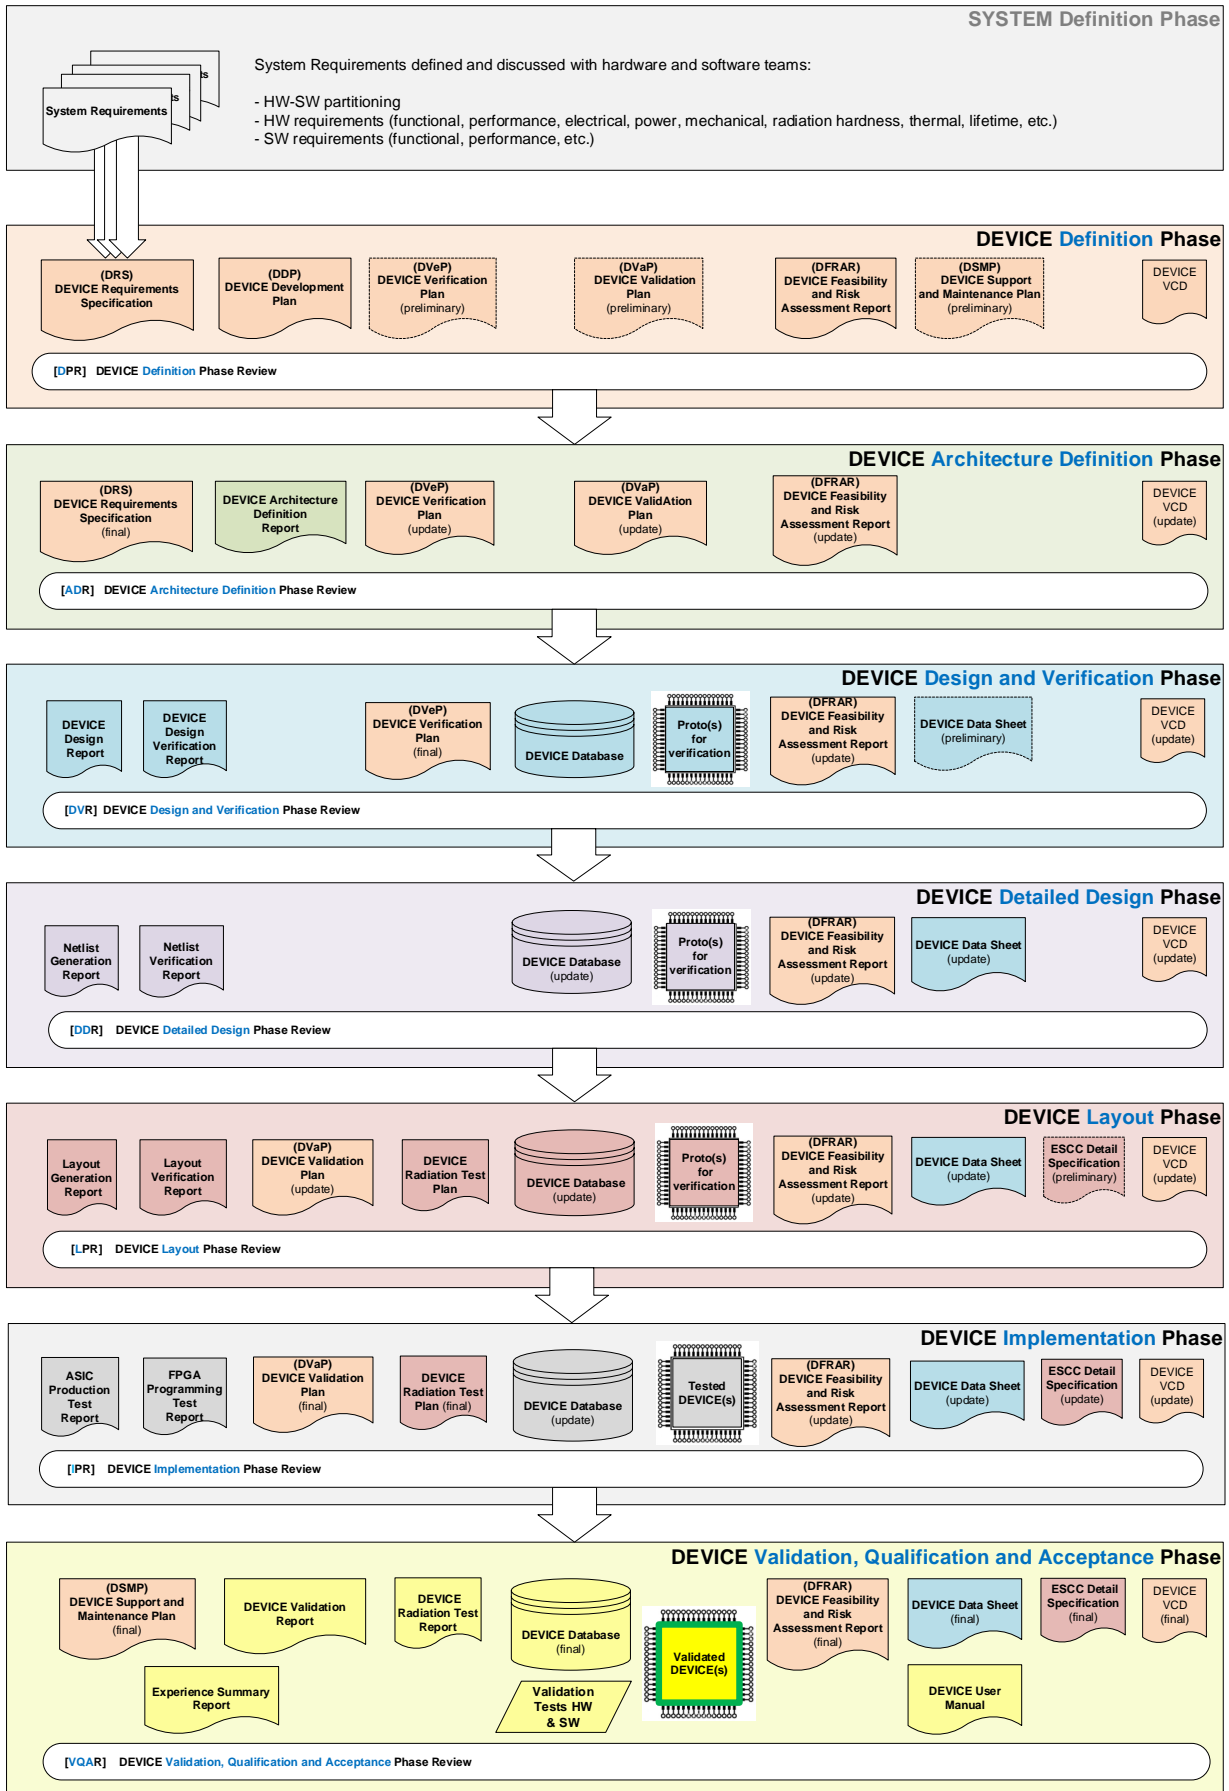 SYSTEM Definition Phase
ts
ts
System Requirements
System Requirements defined and discussed with hardware and software teams:
- HW-SW partitioning
- HW requirements (functional, performance, electrical, power, mechanical, radiation hardness, thermal, lifetime, etc.)
- SW requirements (functional, performance, etc.)
DEVICE Definition Phase
(DRS)
DEVICE Requirements
Specification
(DDP)
DEVICE Development
Plan
(DVeP)
DEVICE Verification
Plan
(preliminary)
(DVaP)
DEVICE Validation
Plan
(preliminary)
(DFRAR)
DEVICE Feasibility
and Risk
Assessment Report
(DSMP)
DEVICE Support
and Maintenance Plan
(preliminary)
DEVICE
VCD
[DPR] DEVICE Definition Phase Review
DEVICE Architecture Definition Phase
(DRS)
DEVICE Requirements
Specification
(final)
DEVICE Architecture
Definition
Report
(DVeP)
DEVICE Verification
Plan
(update)
(DVaP)
DEVICE ValidAtion
Plan
(update)
(DFRAR)
DEVICE Feasibility
and Risk
Assessment Report
(update)
DEVICE
VCD
(update)
[ADR] DEVICE Architecture Definition Phase Review
DEVICE Design and Verification Phase
DEVICE
Design
Report
DEVICE
Design
Verification
Report
(DVeP)
DEVICE Verification
Plan
(final)
DEVICE Database
Proto(s)
for
verification
(DFRAR)
DEVICE Feasibility
and Risk
Assessment Report
(update)
DEVICE Data Sheet
(preliminary)
DEVICE
VCD
(update)
[DVR] DEVICE Design and Verification Phase Review
DEVICE Detailed Design Phase
Netlist
Generation
Report
Netlist
Verification
Report
DEVICE Database
(update)
Proto(s)
for
verification
(DFRAR)
DEVICE Feasibility
and Risk
Assessment Report
(update)
DEVICE Data Sheet
(update)
DEVICE
VCD
(update)
[DDR] DEVICE Detailed Design Phase Review
DEVICE Layout Phase
Layout
Generation
Report
Layout
Verification
Report
(DVaP)
DEVICE Validation
Plan
(update)
DEVICE
Radiation Test
Plan
DEVICE Database
(update)
Proto(s)
for
verification
(DFRAR)
DEVICE Feasibility
and Risk
Assessment Report
(update)
DEVICE Data Sheet
(update)
ESCC Detail
Specification
(preliminary)
DEVICE
VCD
(update)
[LPR] DEVICE Layout Phase Review
DEVICE Implementation Phase
ASIC
Production
Test
Report
FPGA
Programming
Test
Report
(DVaP)
DEVICE Validation
Plan
(final)
DEVICE
Radiation Test
Plan (final)
DEVICE Database
(update)
Tested
DEVICE(s)
(DFRAR)
DEVICE Feasibility
and Risk
Assessment Report
(update)
DEVICE Data Sheet
(update)
ESCC Detail
Specification
(update)
DEVICE
VCD
(update)
[IPR] DEVICE Implementation Phase Review
DEVICE Validation, Qualification and Acceptance Phase
(DSMP)
DEVICE Support and
Maintenance Plan
(final)
DEVICE Validation
Report
DEVICE
Radiation Test
Report
DEVICE Database
(final)
Validated
DEVICE(s)
(DFRAR)
DEVICE Feasibility
and Risk
Assessment Report
(final)
DEVICE Data Sheet
(final)
ESCC Detail
Specification
(final)
DEVICE
VCD
(final)
Experience Summary
Report
Validation
Tests HW
& SW
DEVICE User
Manual
[VQAR] DEVICE Validation, Qualification and Acceptance Phase Review